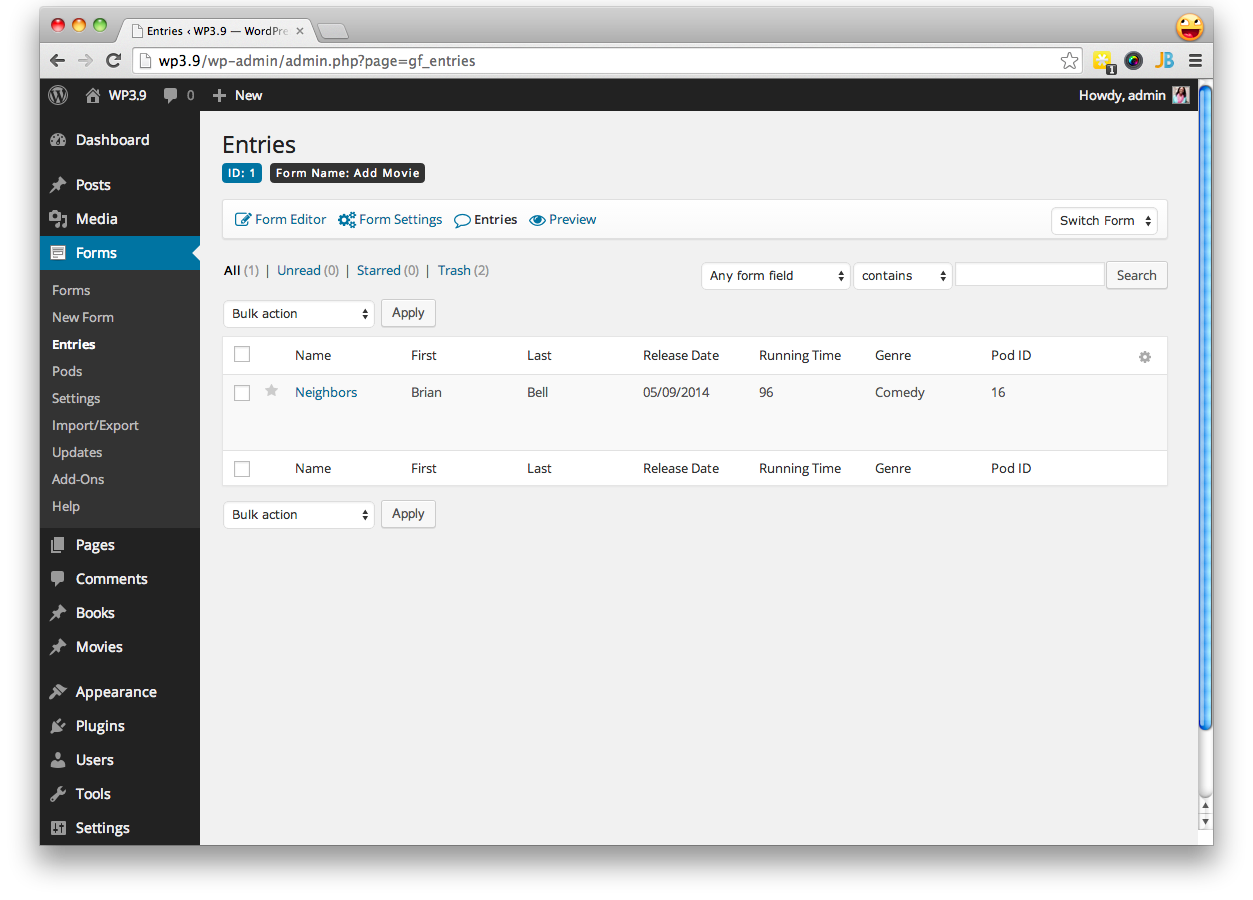 Entries ‹ WP3.9 — WordPre
wp3.9/wp-admin/admin.php?page=gf_entries
1
JB
WP3.9 0 New Howdy, admin
Dashboard
Posts
Media
Forms
Forms
New Form
Entries
Pods
Settings
Import/Export
Updates
Add-Ons
Help
Pages
Comments
Books
Movies
Appearance
Plugins
Users
Tools
Settings
Entries
ID: 1 Form Name: Add Movie
Form Editor Form Settings Entries Preview Switch Form
All (1) | Unread (0) | Starred (0) | Trash (2) Any form field contains Search
Bulk action Apply
Name First Last Release Date Running Time Genre Pod ID
Neighbors Brian Bell 05/09/2014 96 Comedy 16
Name First Last Release Date Running Time Genre Pod ID
Bulk action Apply